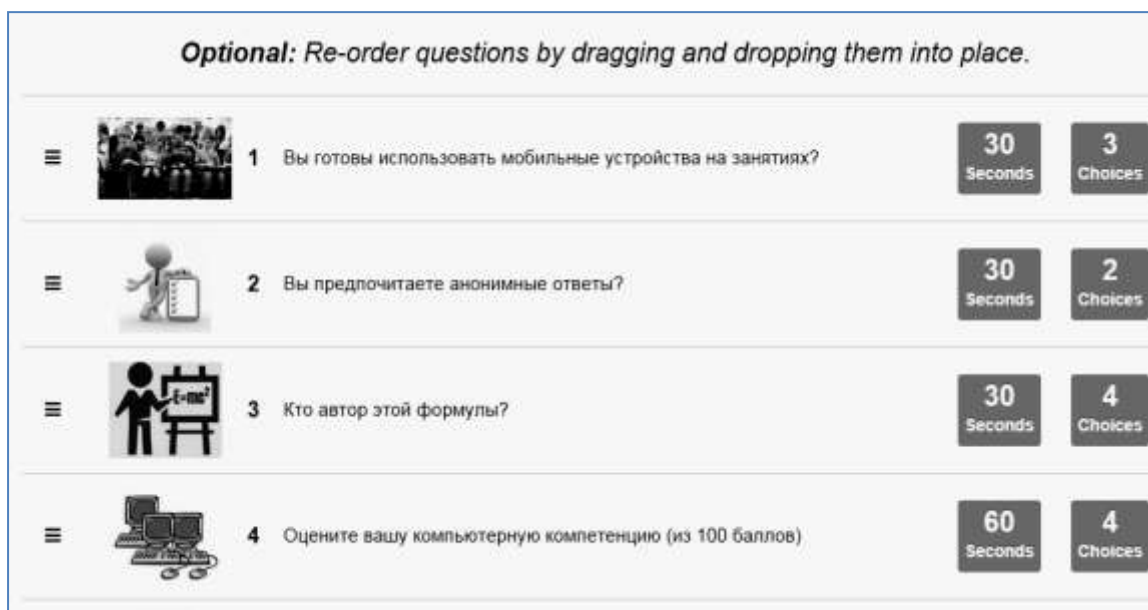 Optional: Re-order questions by dragging and dropping them into place.
1 Вы готовы использовать мобильные устройства на занятиях? 30 Seconds 3 Choices
2 Вы предпочитаете анонимные ответы? 30 Seconds 2 Choices
E=mc²
3 Кто автор этой формулы? 30 Seconds 4 Choices
4 Оцените вашу компьютерную компетенцию (из 100 баллов) 60 Seconds 4 Choices